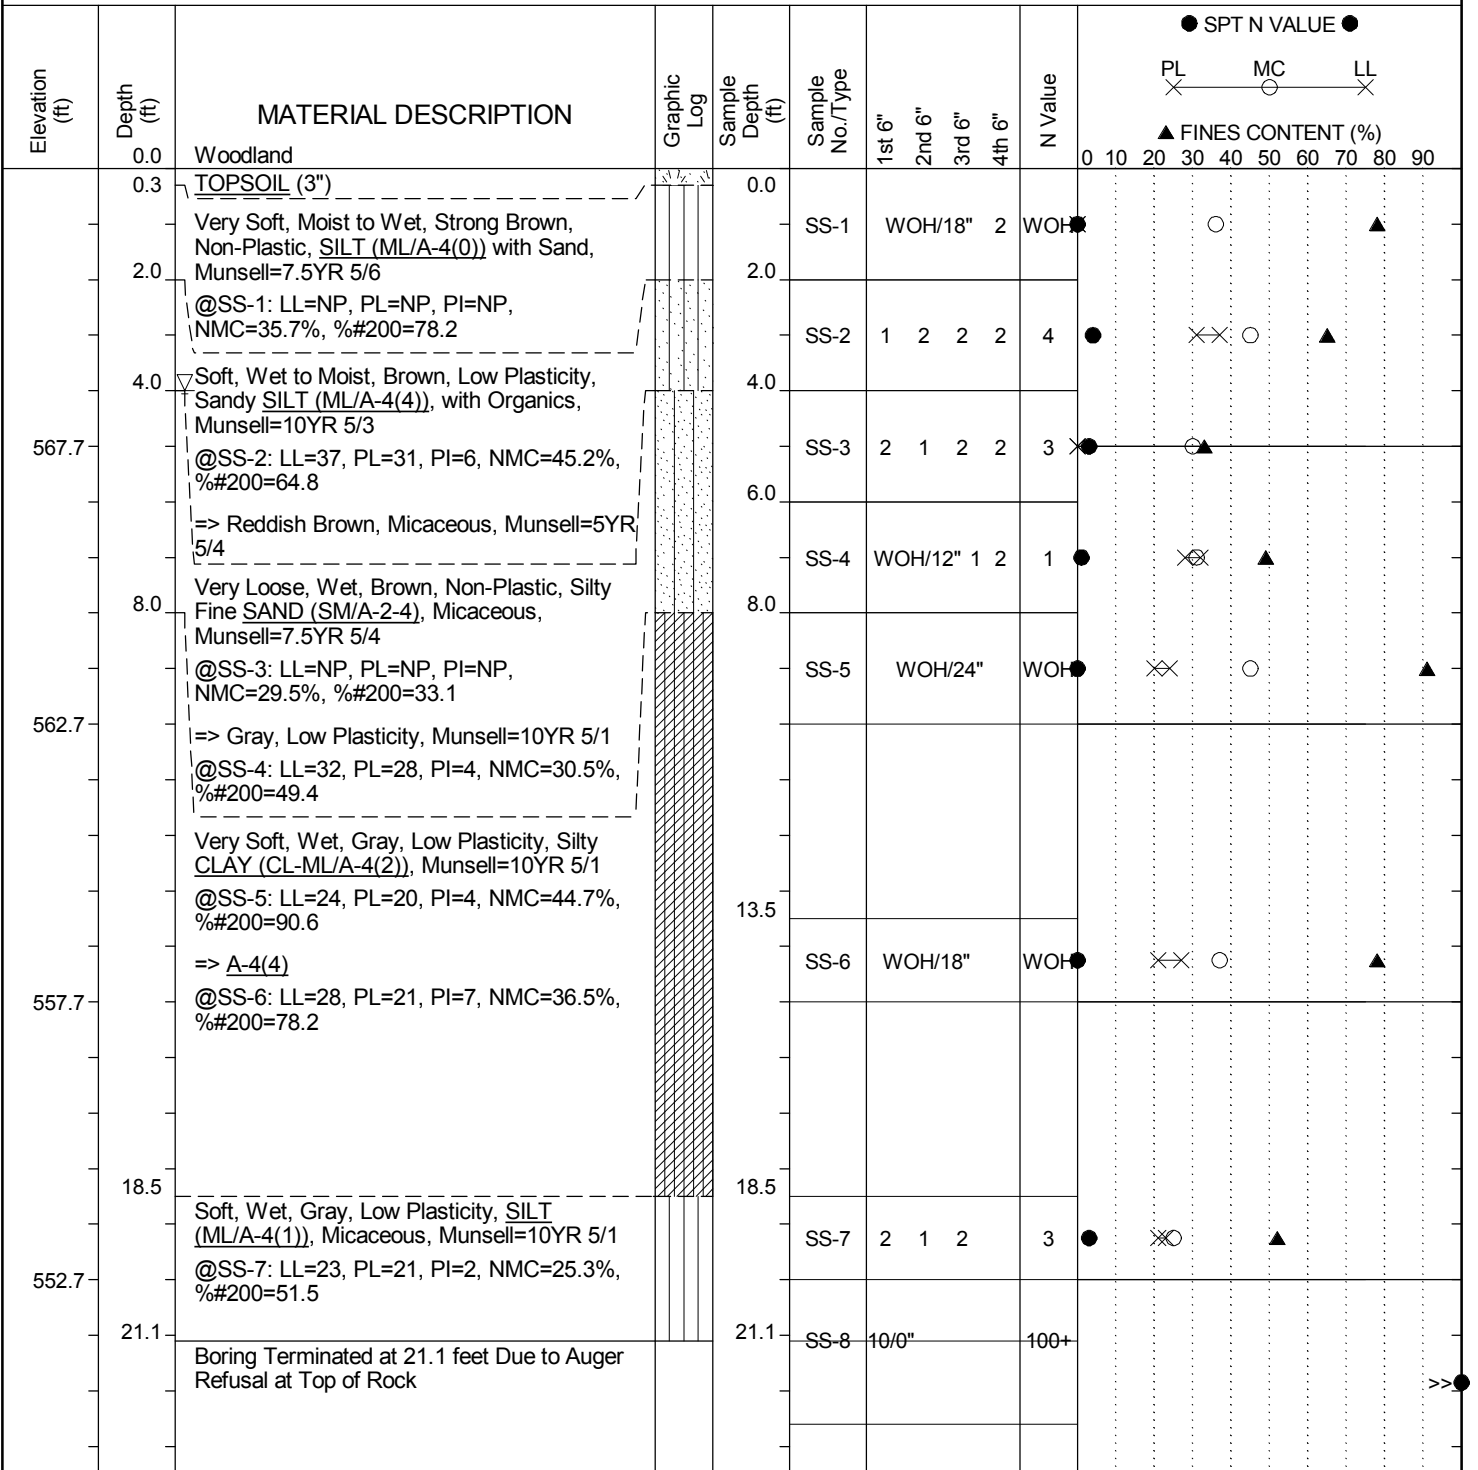 ● SPT N VALUE ●
PL MC LL
▲ FINES CONTENT (%)
0 10 20 30 40 50 60 70 80 90
Elevation
(ft)
Depth
(ft)
MATERIAL DESCRIPTION
Graphic
Log
Sample
Depth
(ft)
Sample
No./Type
1st 6"
2nd 6"
3rd 6"
4th 6"
N Value
0.0 Woodland
0.3 TOPSOIL (3") 0.0
Very Soft, Moist to Wet, Strong Brown,
Non-Plastic, SILT (ML/A-4(0)) with Sand,
Munsell=7.5YR 5/6
SS-1 WOH/18" 2 WOH
2.0 2.0
@SS-1: LL=NP, PL=NP, PI=NP,
NMC=35.7%, %#200=78.2
SS-2 1 2 2 2 4
4.0 4.0
Soft, Wet to Moist, Brown, Low Plasticity,
Sandy SILT (ML/A-4(4)), with Organics,
Munsell=10YR 5/3
567.7
SS-3 2 1 2 2 3
@SS-2: LL=37, PL=31, PI=6, NMC=45.2%,
%#200=64.8
6.0
=> Reddish Brown, Micaceous, Munsell=5YR
5/4
SS-4 WOH/12" 1 2 1
Very Loose, Wet, Brown, Non-Plastic, Silty
Fine SAND (SM/A-2-4), Micaceous,
Munsell=7.5YR 5/4
8.0 8.0
@SS-3: LL=NP, PL=NP, PI=NP,
NMC=29.5%, %#200=33.1
SS-5 WOH/24" WOH
562.7
=> Gray, Low Plasticity, Munsell=10YR 5/1
@SS-4: LL=32, PL=28, PI=4, NMC=30.5%,
%#200=49.4
Very Soft, Wet, Gray, Low Plasticity, Silty
CLAY (CL-ML/A-4(2)), Munsell=10YR 5/1
@SS-5: LL=24, PL=20, PI=4, NMC=44.7%,
%#200=90.6
13.5
=> A-4(4)
SS-6 WOH/18" WOH
557.7
@SS-6: LL=28, PL=21, PI=7, NMC=36.5%,
%#200=78.2
18.5 18.5
Soft, Wet, Gray, Low Plasticity, SILT
(ML/A-4(1)), Micaceous, Munsell=10YR 5/1
SS-7 2 1 2 3
552.7
@SS-7: LL=23, PL=21, PI=2, NMC=25.3%,
%#200=51.5
21.1 21.1
SS-8 10/0" 100+
Boring Terminated at 21.1 feet Due to Auger
Refusal at Top of Rock
>>